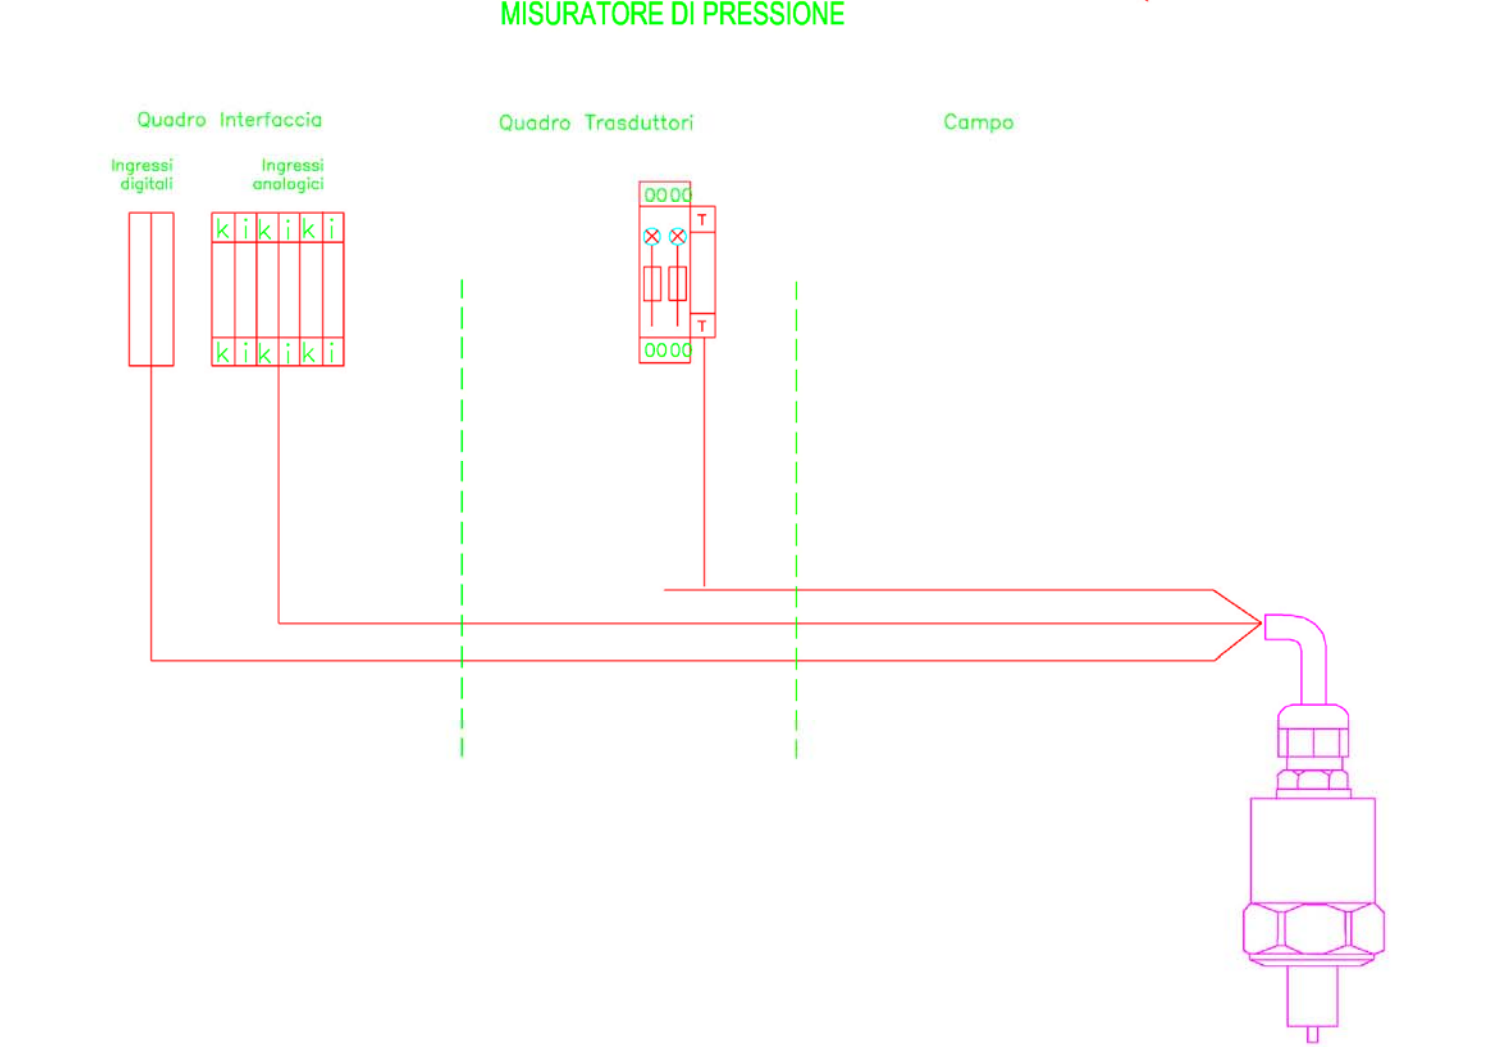 MISURATORE DI PRESSIONE
Quadro Interfaccia
Quadro Trasduttori
Campo
Ingressi
digitali
Ingressi
analogici
k i k i k i
k i k i k i
0000
T
T
0000